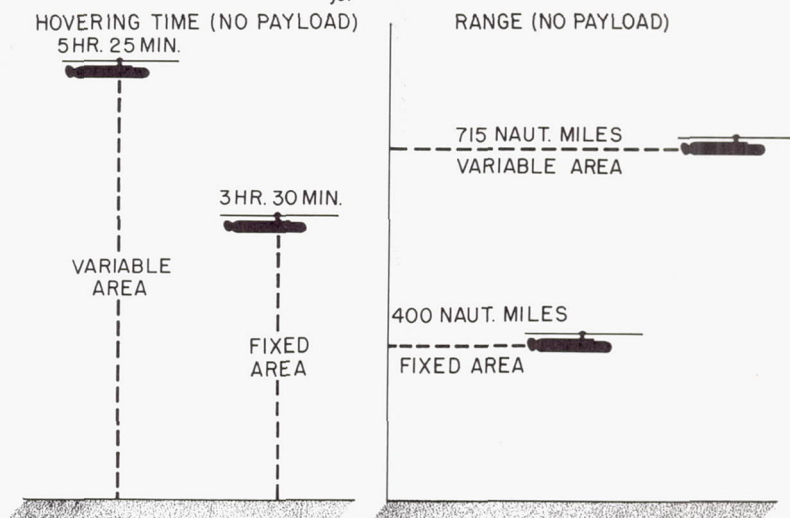 HOVERING TIME (NO PAYLOAD)
5 HR. 25 MIN.
3 HR. 30 MIN.
VARIABLE
AREA
FIXED
AREA
RANGE (NO PAYLOAD)
715 NAUT. MILES
VARIABLE AREA
400 NAUT. MILES
FIXED AREA